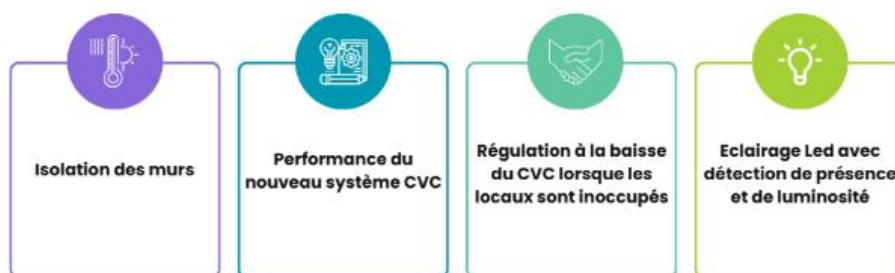 Isolation des murs
Performance du
nouveau système CVC
Régulation à la baisse
du CVC lorsque les
locaux sont inoccupés
Eclairage Led avec
détection de présence
et de luminosité